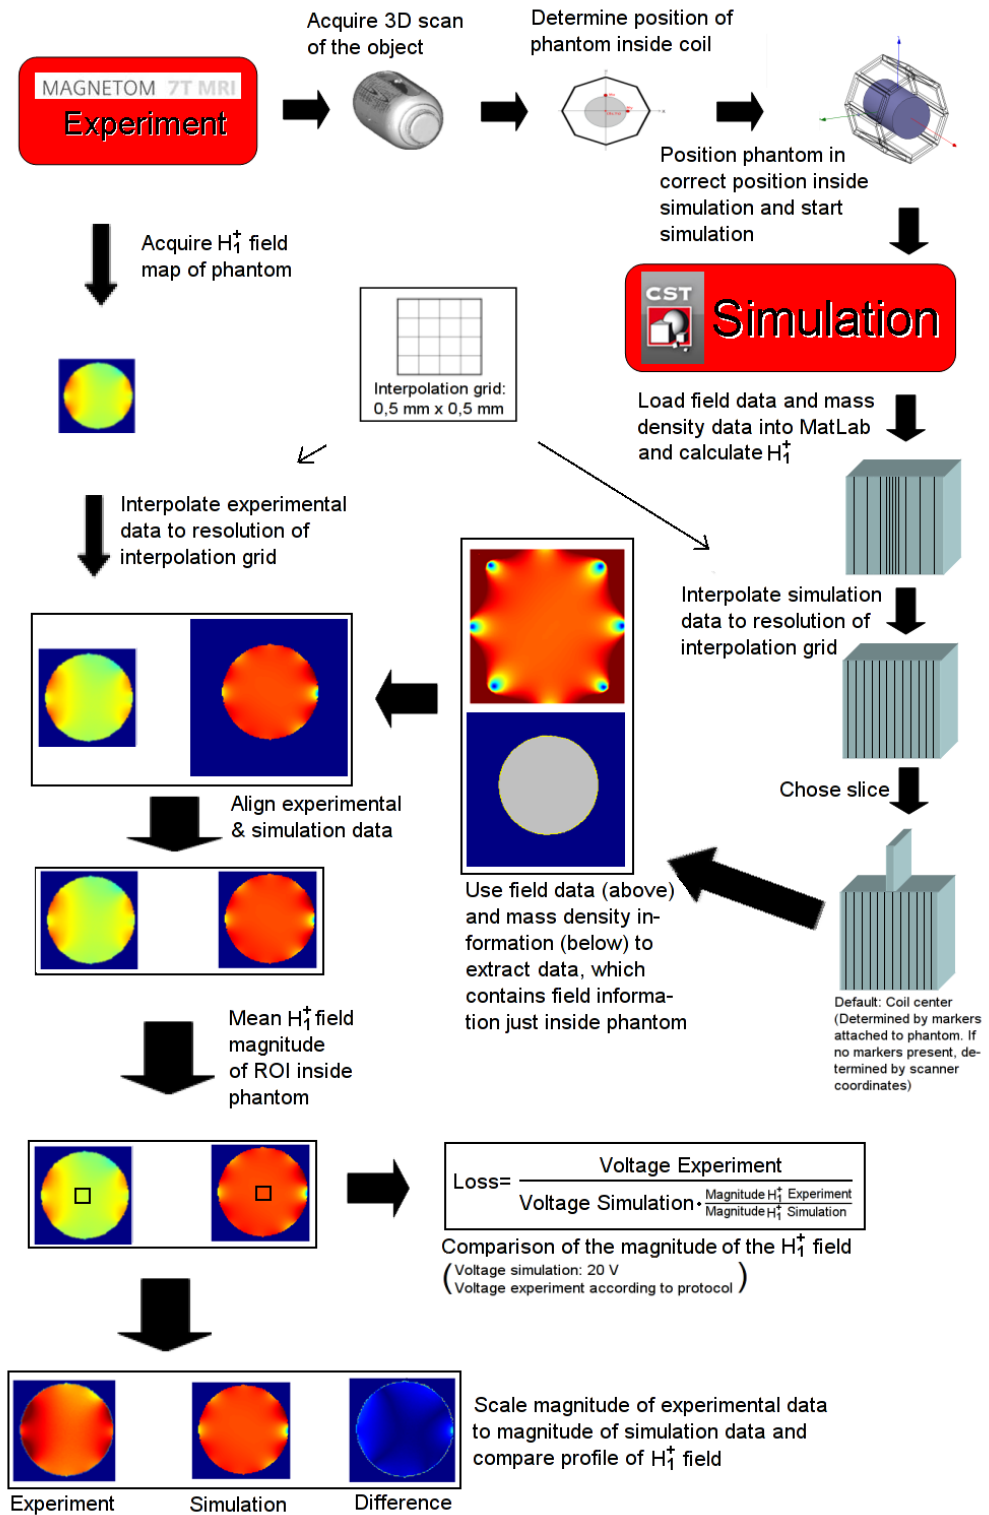 Acquire 3D scan
of the object
Determine position of
phantom inside coil
MAGNETOM 7T MRI
Experiment
Position phantom in
correct position inside
simulation and start
simulation
Acquire H₁⁺ field
map of phantom
CST
Simulation
Interpolation grid:
0,5 mm x 0,5 mm
Load field data and mass
density data into MatLab
and calculate H₁⁺
Interpolate experimental
data to resolution of
interpolation grid
Interpolate simulation
data to resolution of
interpolation grid
Chose slice
Align experimental
& simulation data
Use field data (above)
and mass density in-
formation (below) to
extract data, which
contains field informa-
tion just inside phantom
Default: Coil center
(Determined by markers
attached to phantom. If
no markers present, de-
termined by scanner
coordinates)
Mean H₁⁺ field
magnitude
of ROI inside
phantom
Loss= Voltage Experiment
Voltage Simulation · Magnitude H₁⁺ Experiment
Magnitude H₁⁺ Simulation
Comparison of the magnitude of the H₁⁺ field
(Voltage simulation: 20 V
Voltage experiment according to protocol)
Scale magnitude of experimental data
to magnitude of simulation data and
compare profile of H₁⁺ field
Experiment
Simulation
Difference